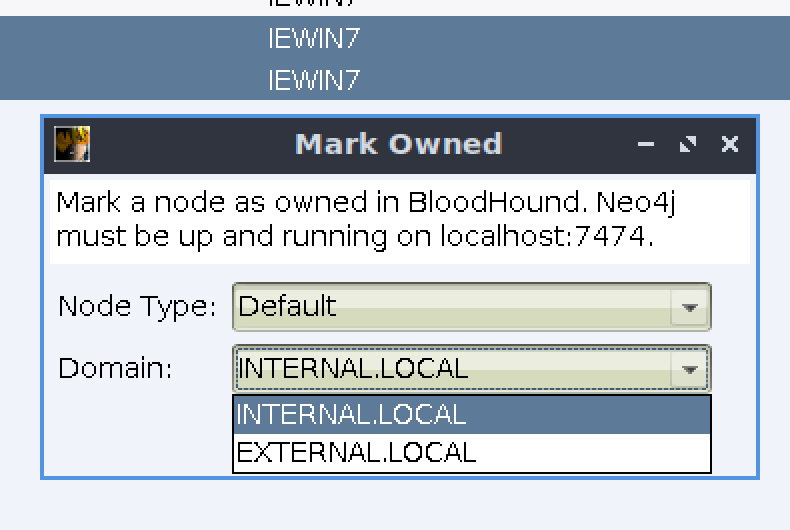 IEWIN7
IEWIN7
IEWIN7
Mark Owned
Mark a node as owned in BloodHound. Neo4j
must be up and running on localhost:7474.
Node Type: Default
Domain: INTERNAL.LOCAL
INTERNAL.LOCAL
EXTERNAL.LOCAL